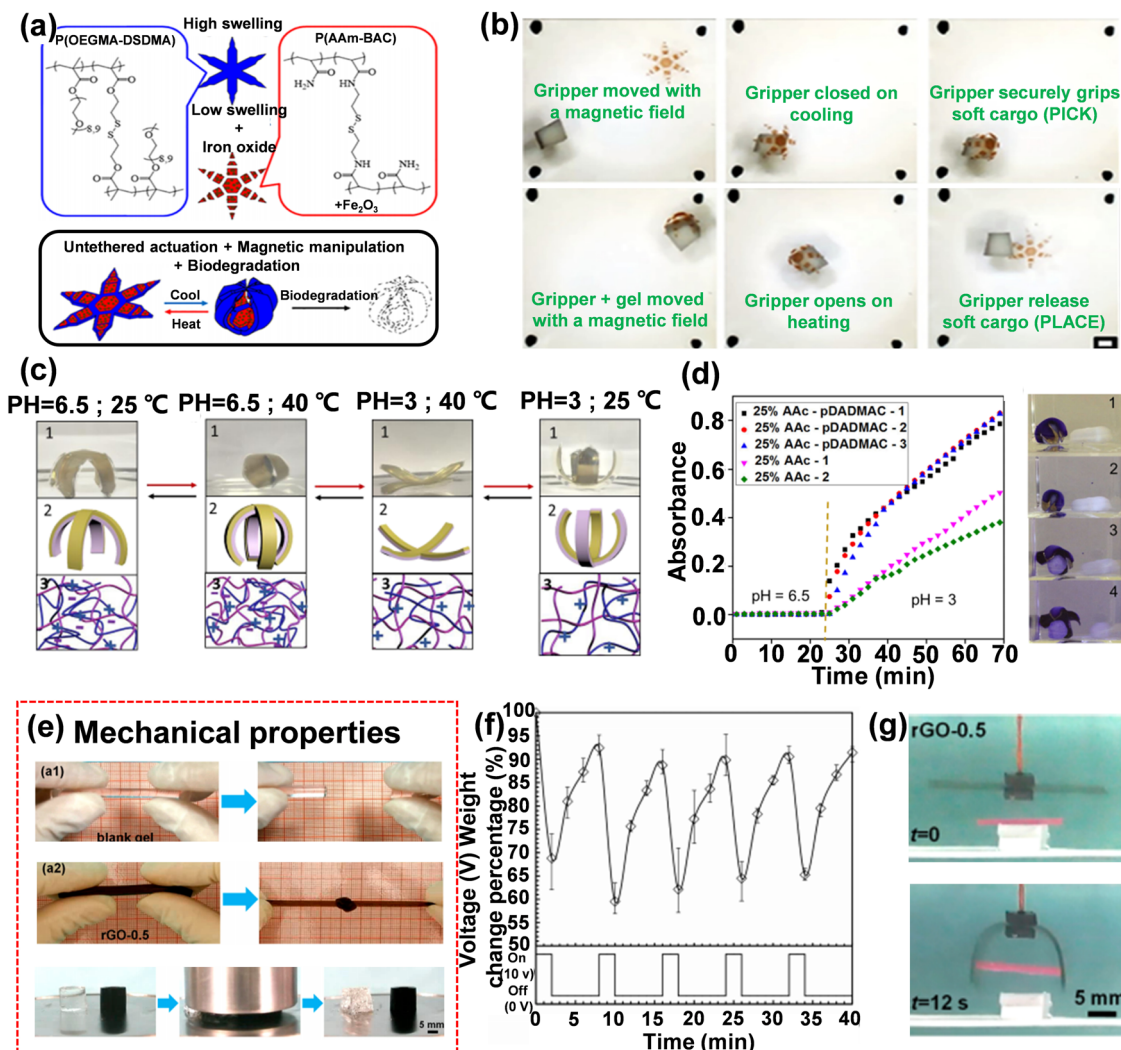 (a)
High swelling
P(OEGMA-DSDMA)
P(AAm-BAC)
Low swelling
+
Iron oxide
O
O
O
O
8,9
O
O
S
S
8,9
O
O
O
O
O
H₂N
O
NH
S
S
NH
NH₂
O
O
+Fe₂O₃
Untethered actuation + Magnetic manipulation
+ Biodegradation
Cool
Heat
Biodegradation
(b)
Gripper moved with
a magnetic field
Gripper closed on
cooling
Gripper securely grips
soft cargo (PICK)
Gripper + gel moved
with a magnetic field
Gripper opens on
heating
Gripper release
soft cargo (PLACE)
(c)
PH=6.5 ; 25 ℃
PH=6.5 ; 40 ℃
PH=3 ; 40 ℃
PH=3 ; 25 ℃
1
1
1
1
2
2
2
2
3
3
3
3
(d)
25% AAc - pDADMAC - 1
25% AAc - pDADMAC - 2
25% AAc - pDADMAC - 3
25% AAc - 1
25% AAc - 2
0.8
0.6
0.4
0.2
0.0
Absorbance
pH = 6.5
pH = 3
0 10 20 30 40 50 60 70
Time (min)
1
2
3
4
(e) Mechanical properties
(a1)
blank gel
(a2)
rGO-0.5
5 mm
(f)
100
95
90
85
80
75
70
65
60
55
50
Voltage (V) Weight
change percentage (%)
On
(10 v)
Off
(0 V)
0 5 10 15 20 25 30 35 40
Time (min)
(g)
rGO-0.5
t=0
t=12 s
5 mm